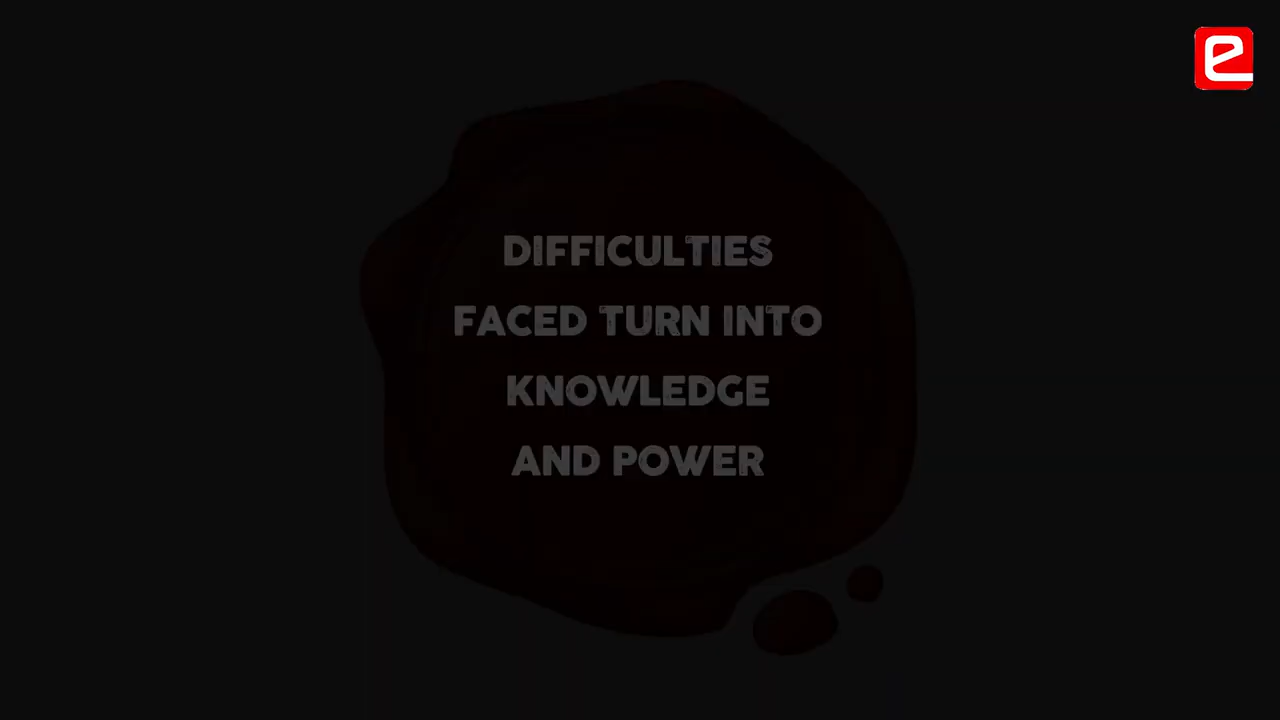 e
DIFFICULTIES
FACED TURN INTO
KNOWLEDGE
AND POWER